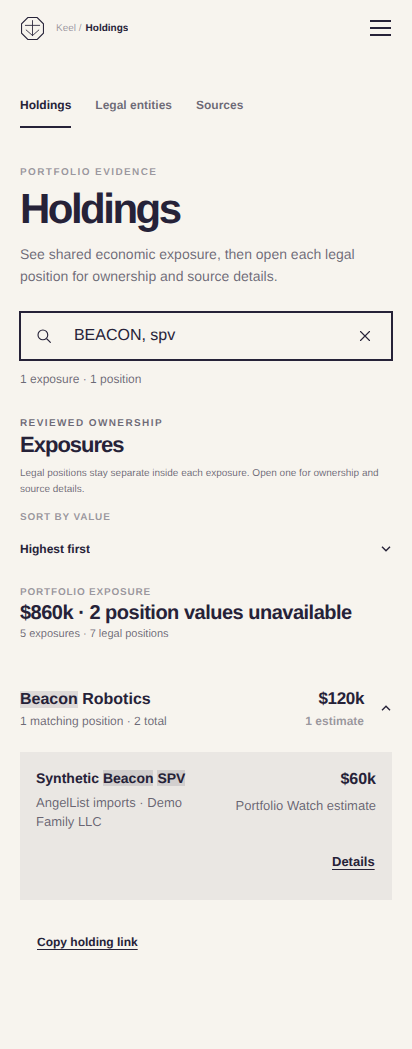 Keel / Holdings
Holdings Legal entities Sources
PORTFOLIO EVIDENCE
Holdings
See shared economic exposure, then open each legal
position for ownership and source details.
BEACON, spv
1 exposure · 1 position
REVIEWED OWNERSHIP
Exposures
Legal positions stay separate inside each exposure. Open one for ownership and
source details.
SORT BY VALUE
Highest first
PORTFOLIO EXPOSURE
$860k · 2 position values unavailable
5 exposures · 7 legal positions
Beacon Robotics $120k
1 matching position · 2 total 1 estimate
Synthetic Beacon SPV $60k
AngelList imports · Demo Portfolio Watch estimate
Family LLC
Details
Copy holding link